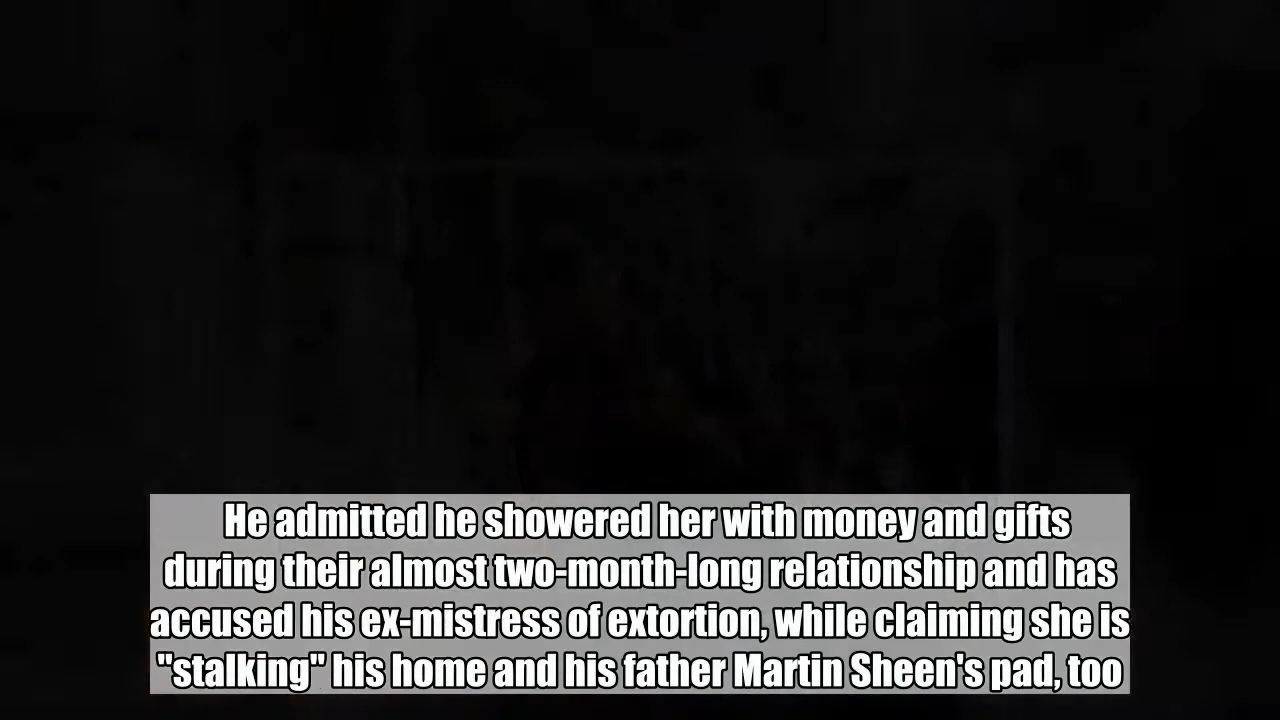 He admitted he showered her with money and gifts
during their almost two-month-long relationship and has
accused his ex-mistress of extortion, while claiming she is
"stalking" his home and his father Martin Sheen's pad, too